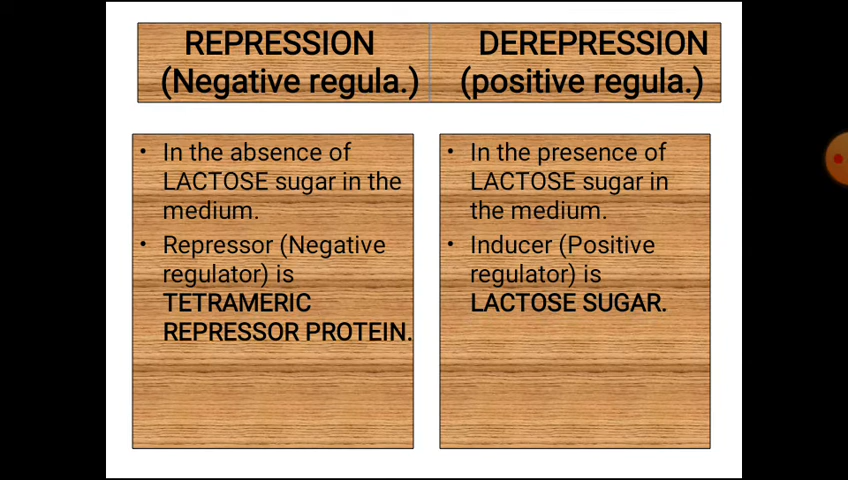 REPRESSION
(Negative regula.)
DEREPRESSION
(positive regula.)
• In the absence of
LACTOSE sugar in the
medium.
• Repressor (Negative
regulator) is
TETRAMERIC
REPRESSOR PROTEIN.
• In the presence of
LACTOSE sugar in
the medium.
• Inducer (Positive
regulator) is
LACTOSE SUGAR.